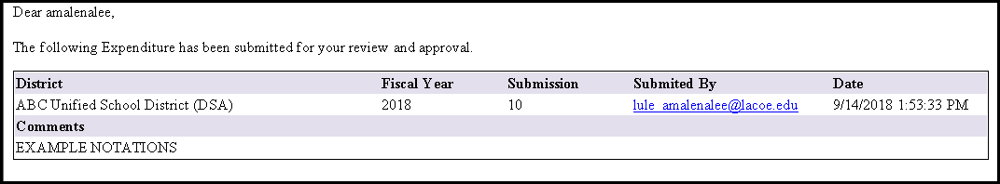 Dear amalenalee,
The following Expenditure has been submitted for your review and approval.
District Fiscal Year Submission Submited By Date
ABC Unified School District (DSA) 2018 10 lule_amalenalee@lacoe.edu 9/14/2018 1:53:33 PM
Comments
EXAMPLE NOTATIONS